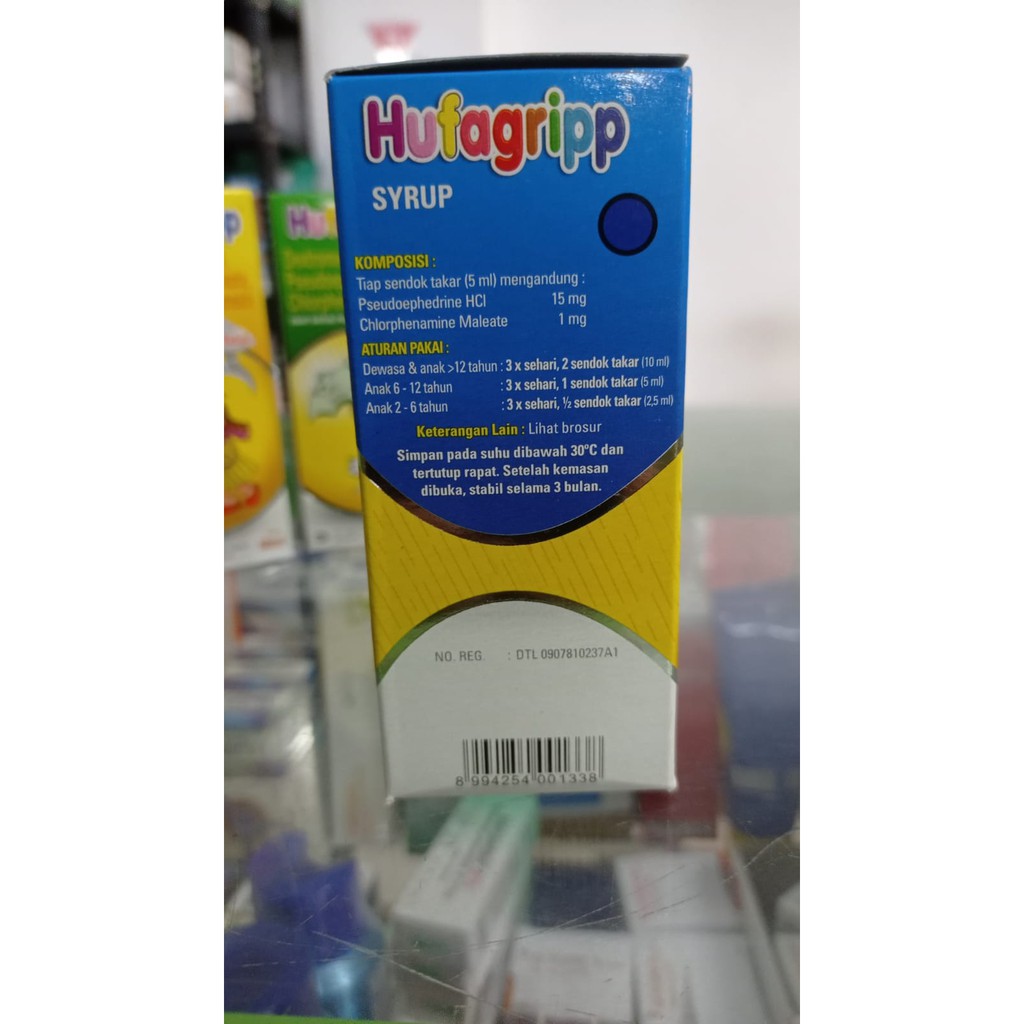 Hufagripp
SYRUP
KOMPOSISI :
Tiap sendok takar (5 ml) mengandung :
Pseudoephedrine HCl 15 mg
Chlorphenamine Maleate 1 mg
ATURAN PAKAI :
Dewasa & anak >12 tahun : 3 x sehari, 2 sendok takar (10 ml)
Anak 6 - 12 tahun : 3 x sehari, 1 sendok takar (5 ml)
Anak 2 - 6 tahun : 3 x sehari, ½ sendok takar (2,5 ml)
Keterangan Lain : Lihat brosur
Simpan pada suhu dibawah 30ºC dan
tertutup rapat. Setelah kemasan
dibuka, stabil selama 3 bulan.
NO. REG. : DTL 0907810237A1
8 994254 001338